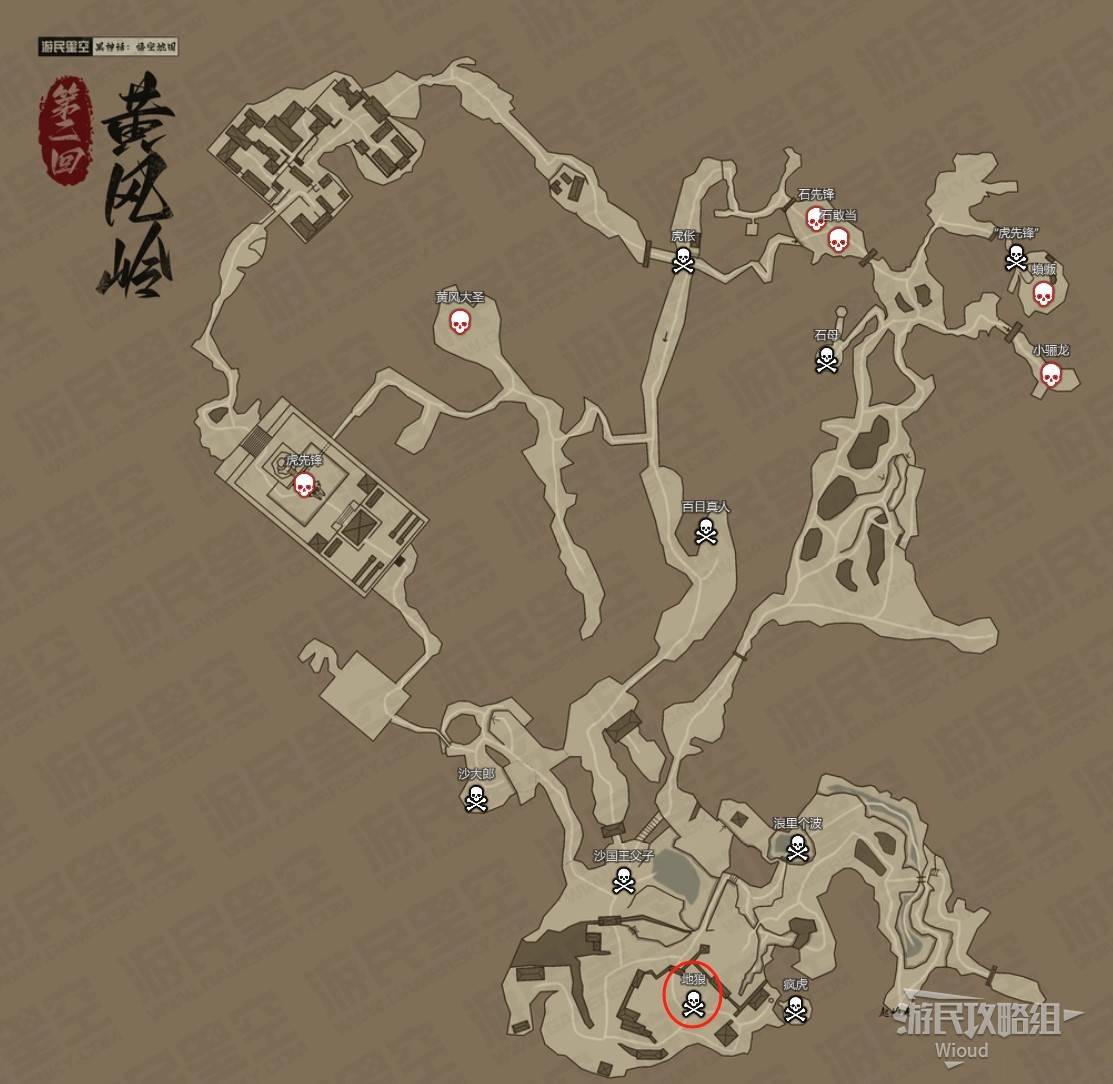 游民星空 黑神话：悟空地图
第二回
黄风岭
石先锋
石敢当
虎伥
"虎先锋"
蝜蝂
黄风大圣
石母
小骊龙
虎先锋
百目真人
沙大郎
浪里个波
沙国王父子
地狼
疯虎
游民攻略组
Wioud